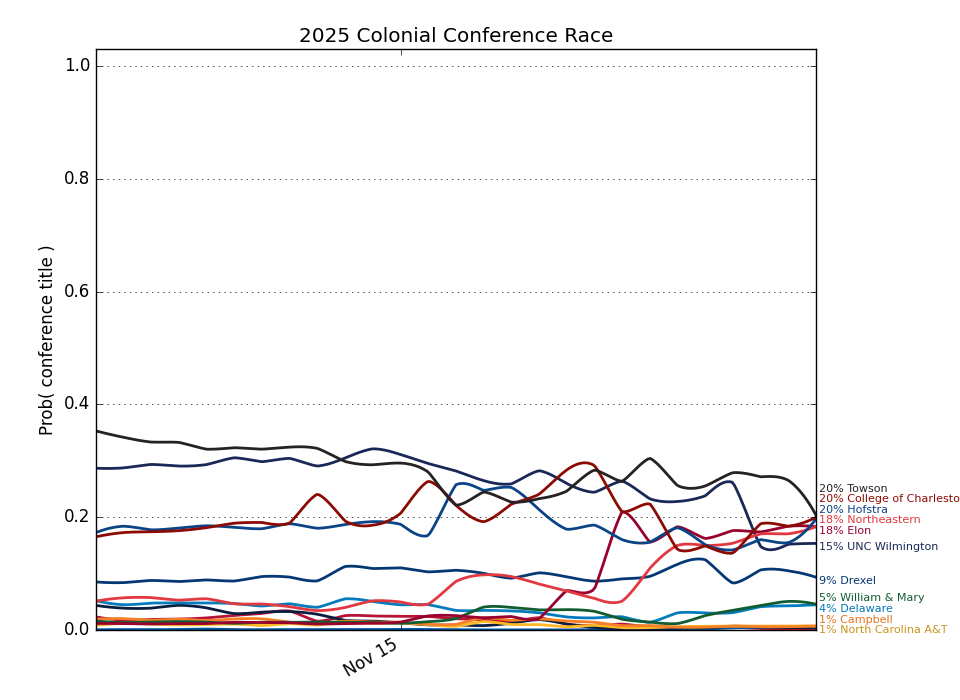 2025 Colonial Conference Race
Prob( conference title )
1.0
0.8
0.6
0.4
0.2
0.0
Nov 15
20% Towson
20% College of Charlesto
20% Hofstra
18% Northeastern
18% Elon
15% UNC Wilmington
9% Drexel
5% William & Mary
4% Delaware
1% Campbell
1% North Carolina A&T